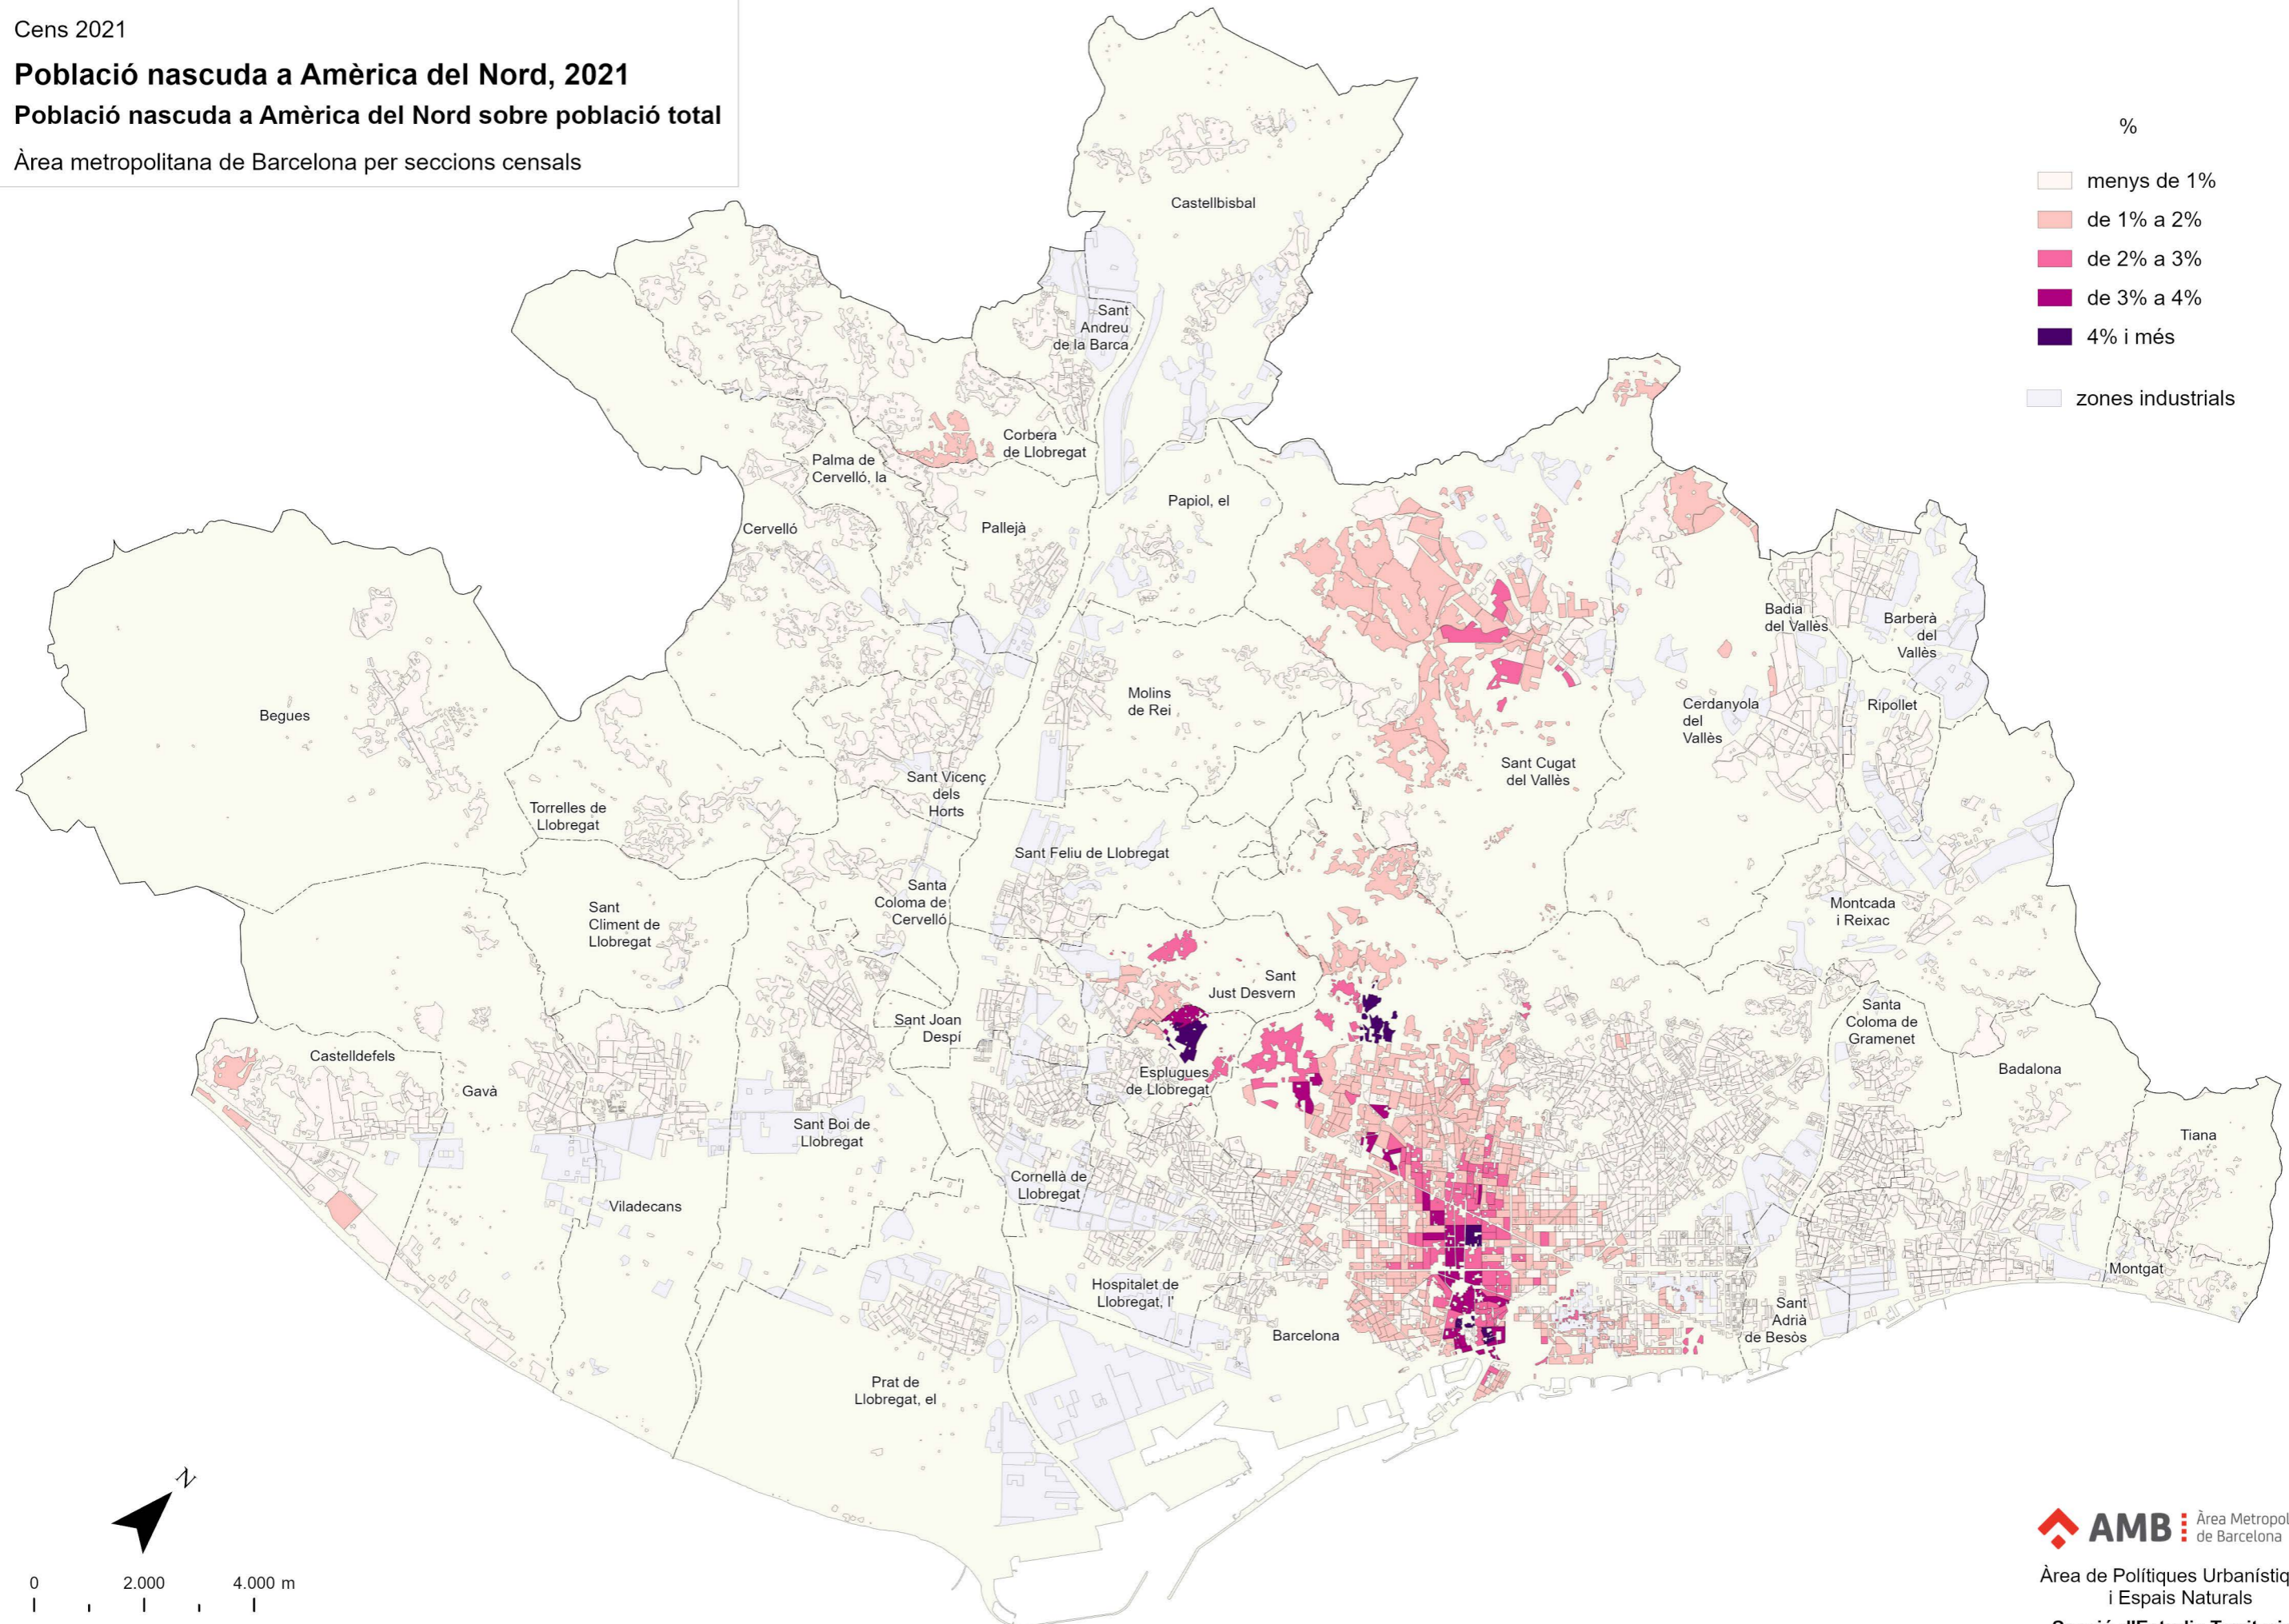 Cens 2021
Població nascuda a Amèrica del Nord, 2021
Població nascuda a Amèrica del Nord sobre població total
Àrea metropolitana de Barcelona per seccions censals
%
menys de 1%
de 1% a 2%
de 2% a 3%
de 3% a 4%
4% i més
zones industrials
Castellbisbal
Sant
Andreu
de la Barca
Corbera
de Llobregat
Palma de
Cervelló, la
Papiol, el
Cervelló
Pallejà
Badia
del Vallès
Barberà
del
Vallès
Begues
Molins
de Rei
Cerdanyola
del
Vallès
Ripollet
Sant Cugat
del Vallès
Sant Vicenç
dels
Horts
Torrelles de
Llobregat
Sant Feliu de Llobregat
Santa
Coloma de
Cervelló
Sant
Climent de
Llobregat
Montcada
i Reixac
Sant
Just Desvern
Santa
Coloma de
Gramenet
Sant Joan
Despí
Castelldefels
Gavà
Esplugues
de Llobregat
Badalona
Sant Boi de
Llobregat
Tiana
Cornellà de
Llobregat
Viladecans
Montgat
Hospitalet de
Llobregat, l'
Sant
Adrià
de Besòs
Barcelona
Prat de
Llobregat, el
N
0 2.000 4.000 m
AMB
Àrea Metropol
de Barcelona
Àrea de Polítiques Urbanístiq
i Espais Naturals